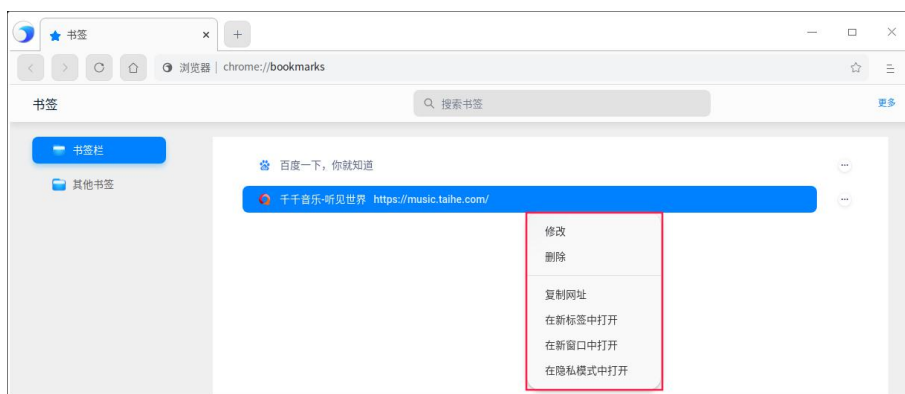 书签
浏览器 | chrome://bookmarks
书签
搜索书签
更多
书签栏
其他书签
百度一下，你就知道
...
千千音乐-听见世界 https://music.taihe.com/
...
修改
删除
复制网址
在新标签中打开
在新窗口中打开
在隐私模式中打开